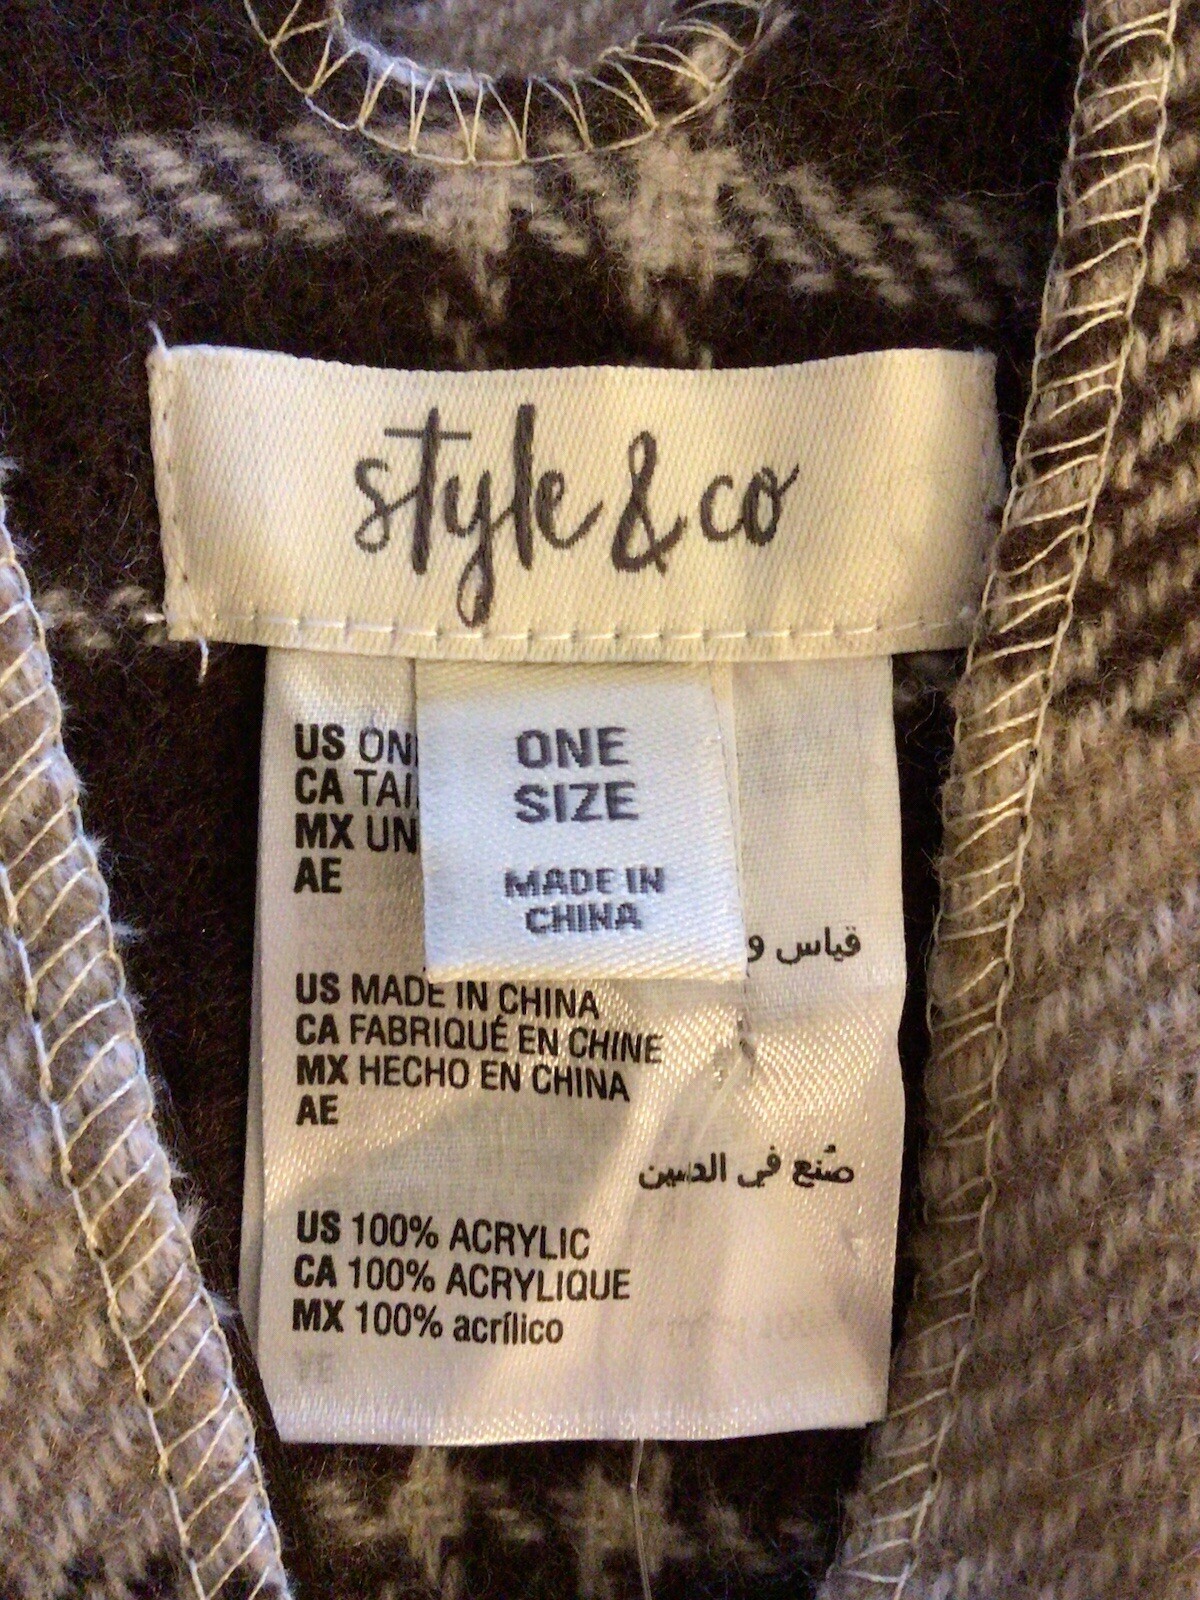 style & co
ONE
SIZE
MADE IN
CHINA
US ON
CA TAI
MX UN
AE
قياس و
US MADE IN CHINA
CA FABRIQUÉ EN CHINE
MX HECHO EN CHINA
AE
صُنع في الصين
US 100% ACRYLIC
CA 100% ACRYLIQUE
MX 100% acrílico